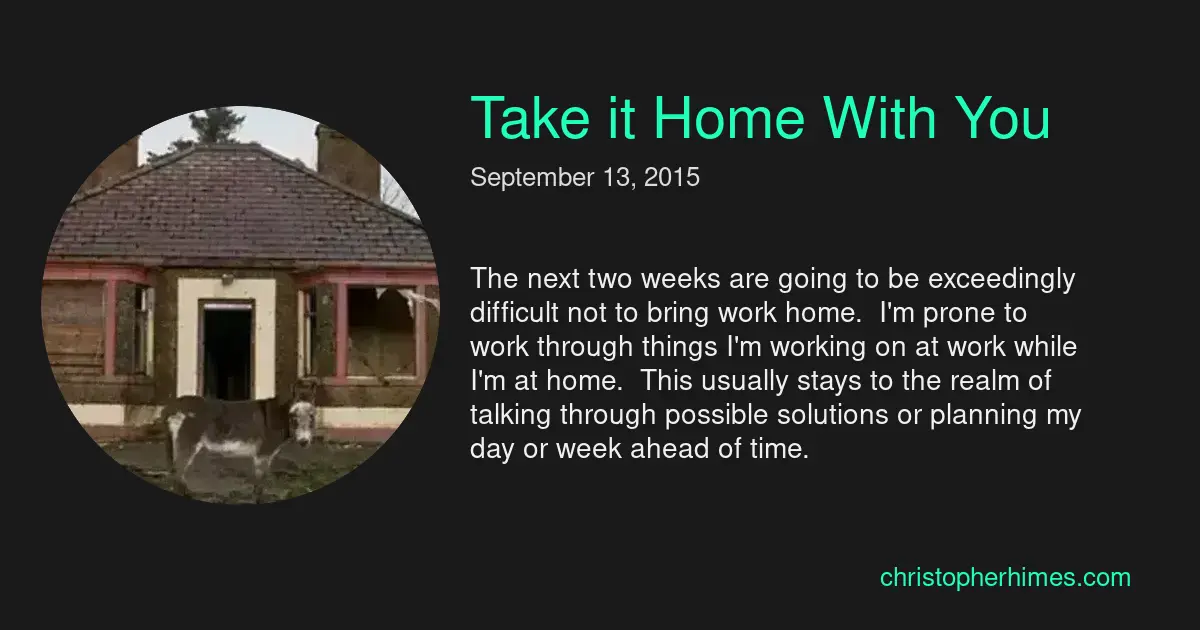 Take it Home With You
September 13, 2015
The next two weeks are going to be exceedingly
difficult not to bring work home.  I'm prone to
work through things I'm working on at work while
I'm at home.  This usually stays to the realm of
talking through possible solutions or planning my
day or week ahead of time.
christopherhimes.com